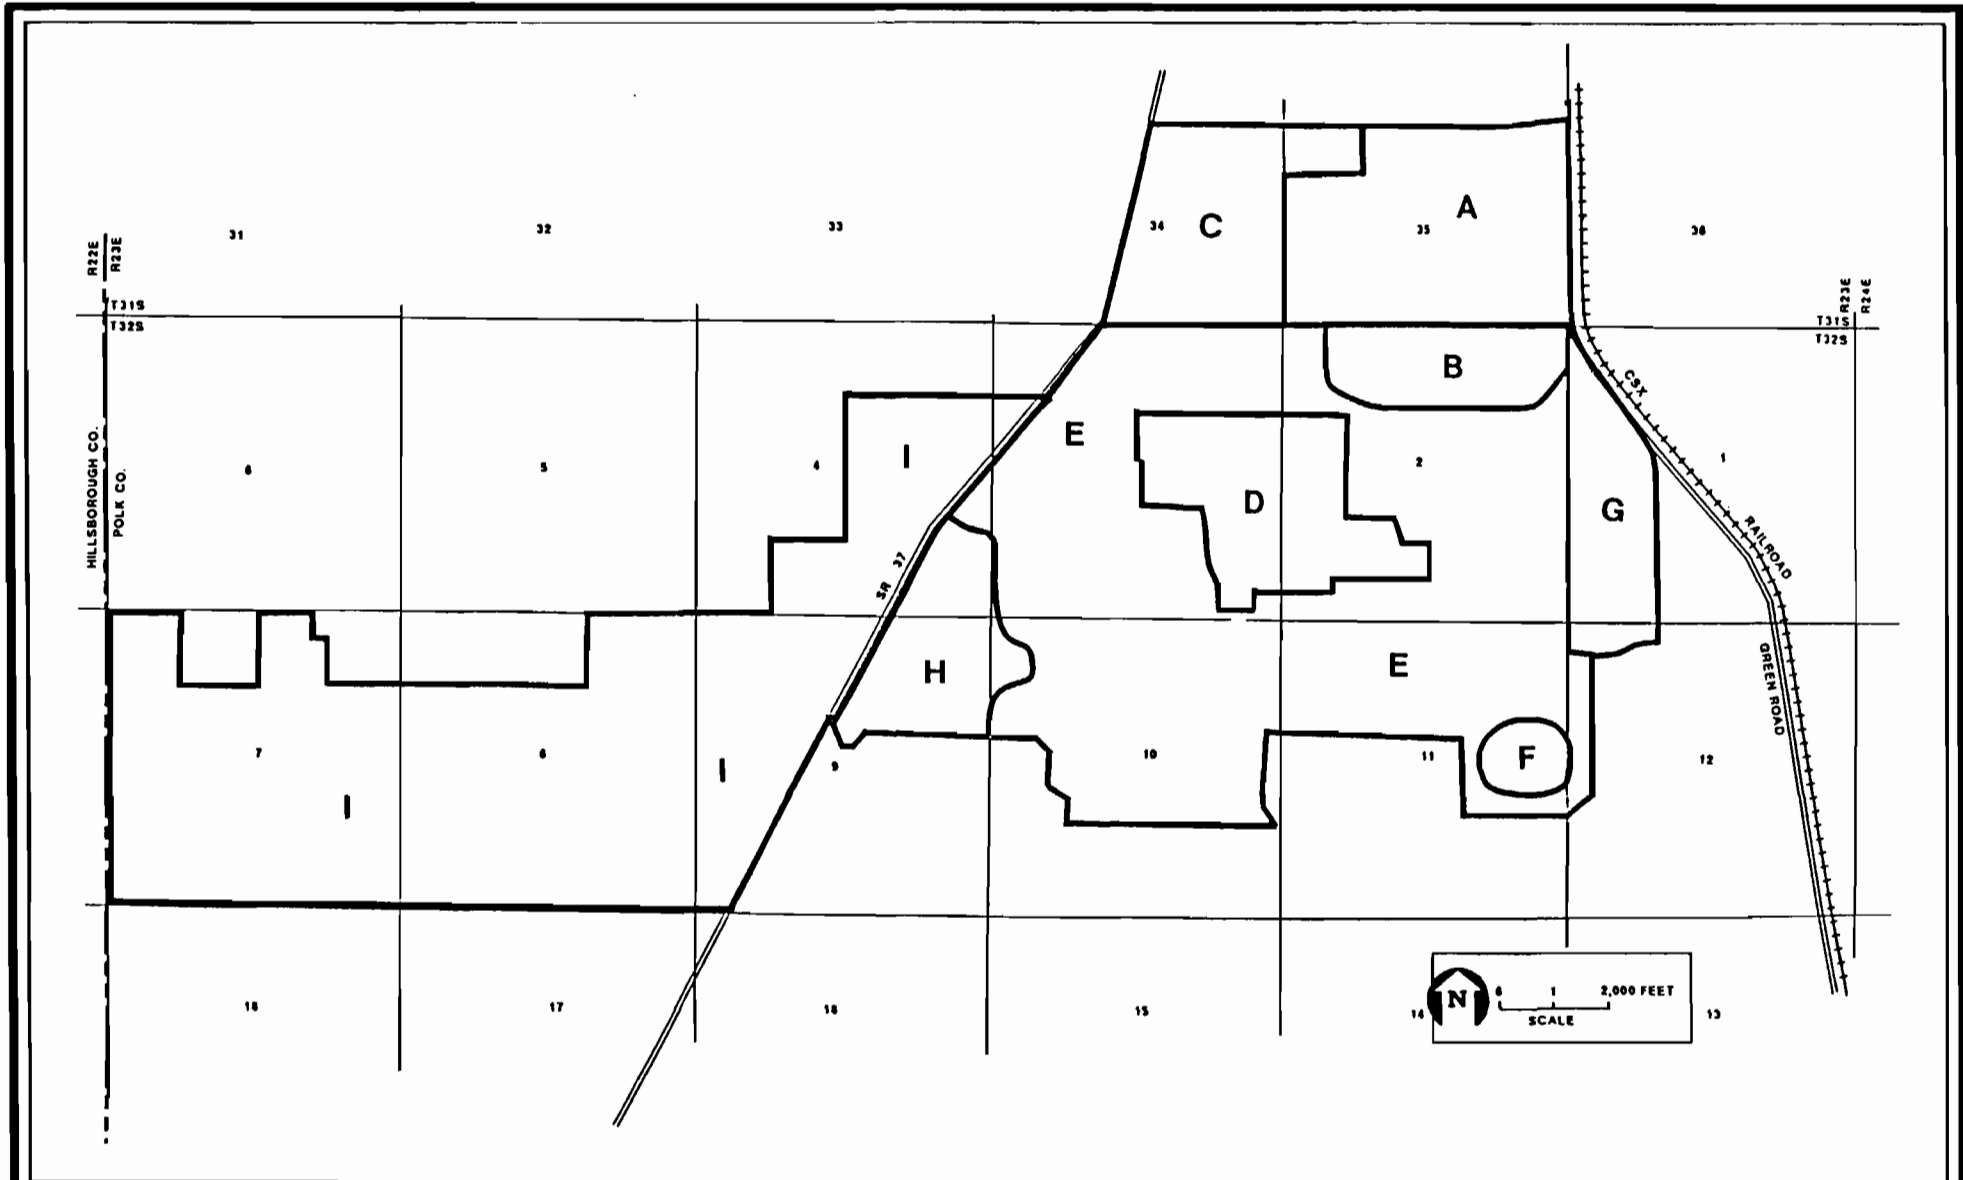 C
A
34
35
31
32
33
36
R22E
R23E
R23E
R24E
T31S
T32S
T31S
T32S
B
CSX
E
I
6
5
4
2
1
HILLSBOROUGH CO.
POLK CO.
D
G
RAILROAD
SR 37
H
E
GREEN ROAD
7
6
I
9
10
11
F
12
I
N
0 1 2,000 FEET
SCALE
18
17
16
15
14
13